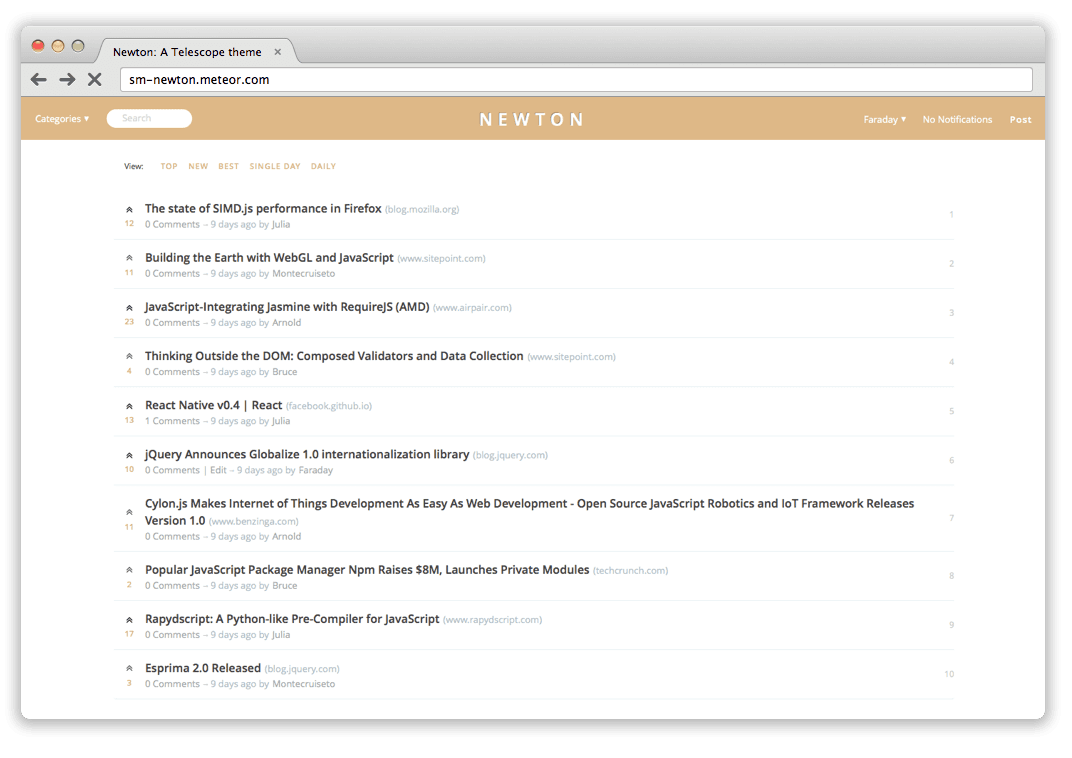 Newton: A Telescope theme
sm-newton.meteor.com
Categories ▾ Search NEWTON Faraday ▾ No Notifications Post
View: TOP NEW BEST SINGLE DAY DAILY
The state of SIMD.js performance in Firefox (blog.mozilla.org)
12 0 Comments – 9 days ago by Julia 1
Building the Earth with WebGL and JavaScript (www.sitepoint.com)
11 0 Comments – 9 days ago by Montecruiseto 2
JavaScript-Integrating Jasmine with RequireJS (AMD) (www.airpair.com)
23 0 Comments – 9 days ago by Arnold 3
Thinking Outside the DOM: Composed Validators and Data Collection (www.sitepoint.com)
4 0 Comments – 9 days ago by Bruce 4
React Native v0.4 | React (facebook.github.io)
13 1 Comments – 9 days ago by Julia 5
jQuery Announces Globalize 1.0 internationalization library (blog.jquery.com)
10 0 Comments | Edit – 9 days ago by Faraday 6
Cylon.js Makes Internet of Things Development As Easy As Web Development - Open Source JavaScript Robotics and IoT Framework Releases
Version 1.0 (www.benzinga.com) 7
11 0 Comments – 9 days ago by Arnold
Popular JavaScript Package Manager Npm Raises $8M, Launches Private Modules (techcrunch.com)
2 0 Comments – 9 days ago by Bruce 8
Rapydscript: A Python-like Pre-Compiler for JavaScript (www.rapydscript.com)
17 0 Comments – 9 days ago by Julia 9
Esprima 2.0 Released (blog.jquery.com)
3 0 Comments – 9 days ago by Montecruiseto 10